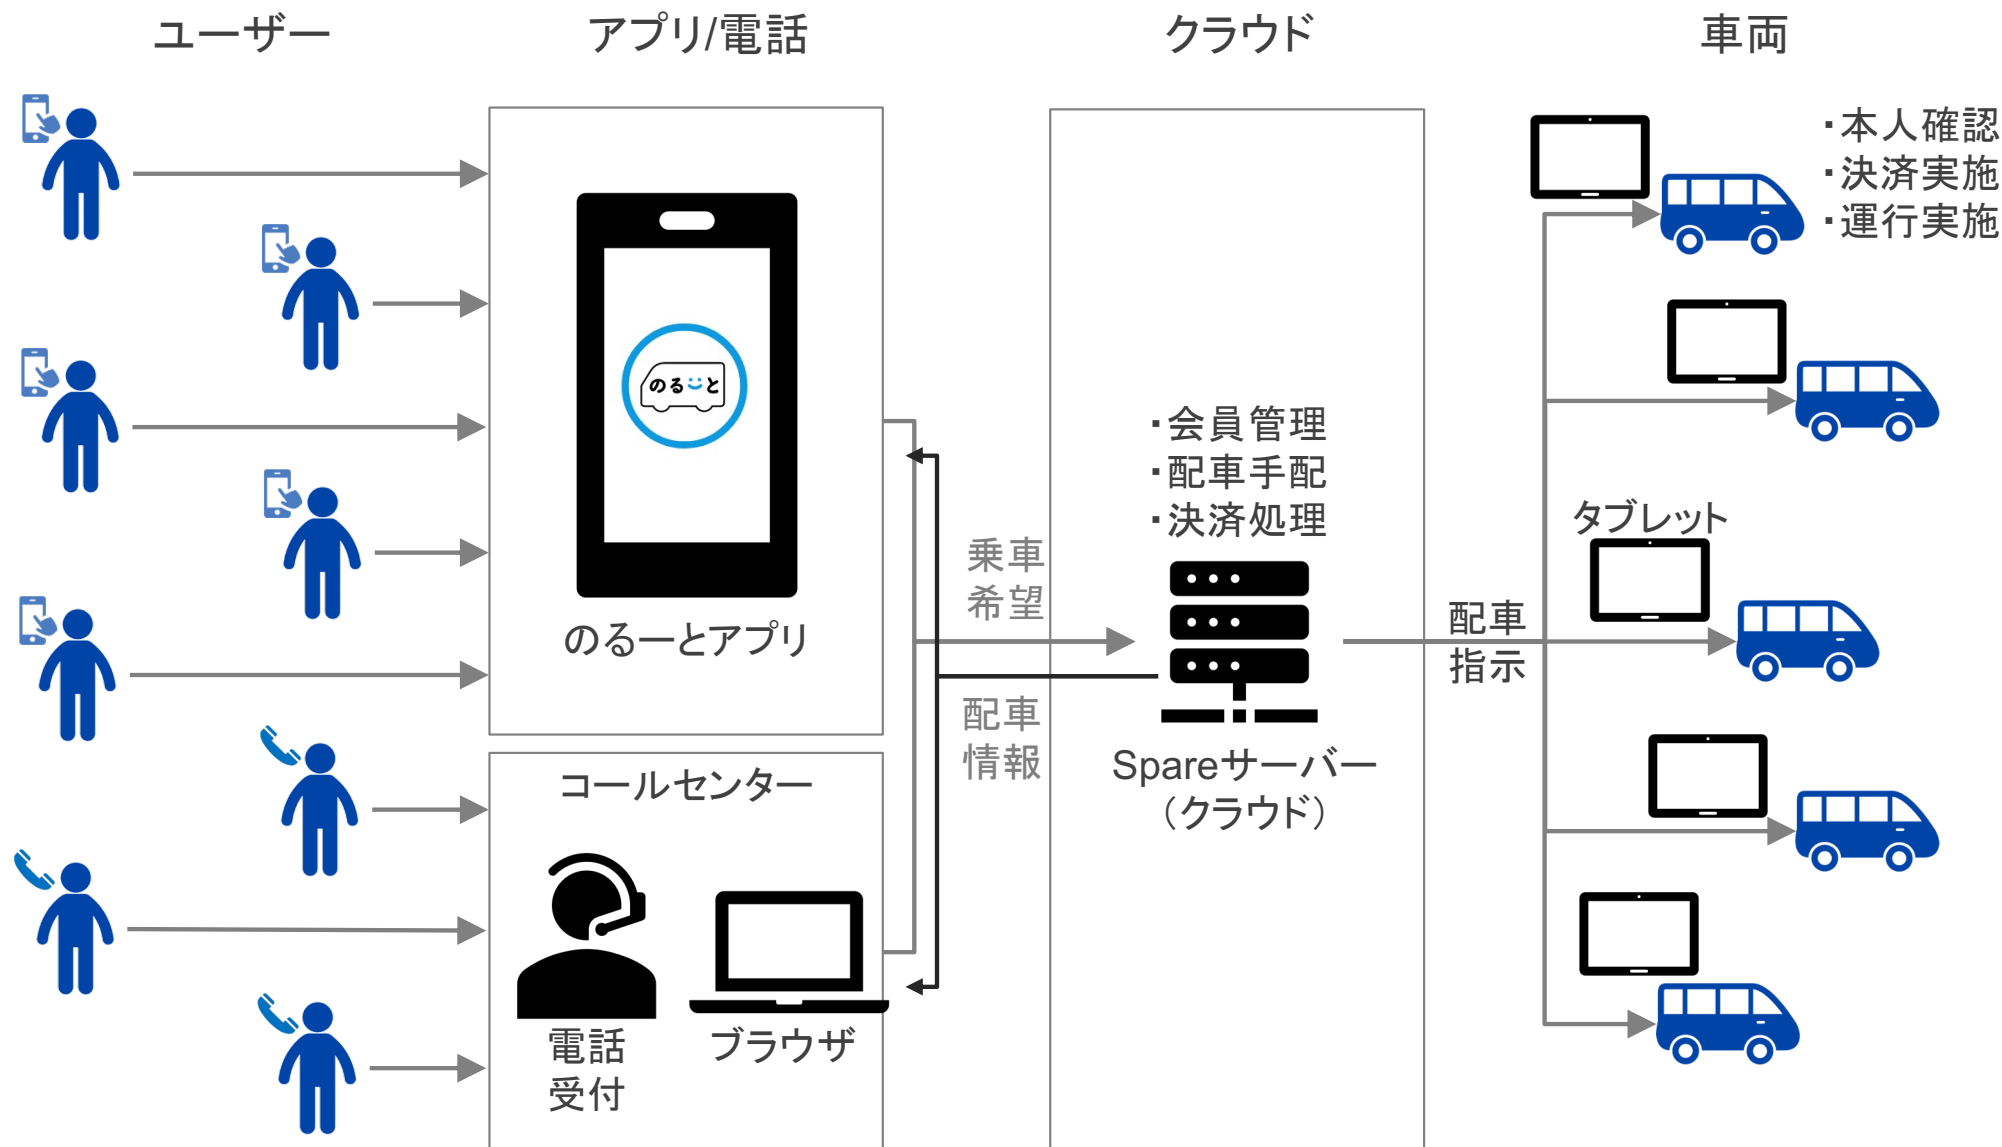 ユーザー
アプリ/電話
クラウド
車両
のるーと
のるーとアプリ
コールセンター
電話
受付
ブラウザ
乗車
希望
配車
情報
・会員管理
・配車手配
・決済処理
Spareサーバー
（クラウド）
配車
指示
・本人確認
・決済実施
・運行実施
タブレット